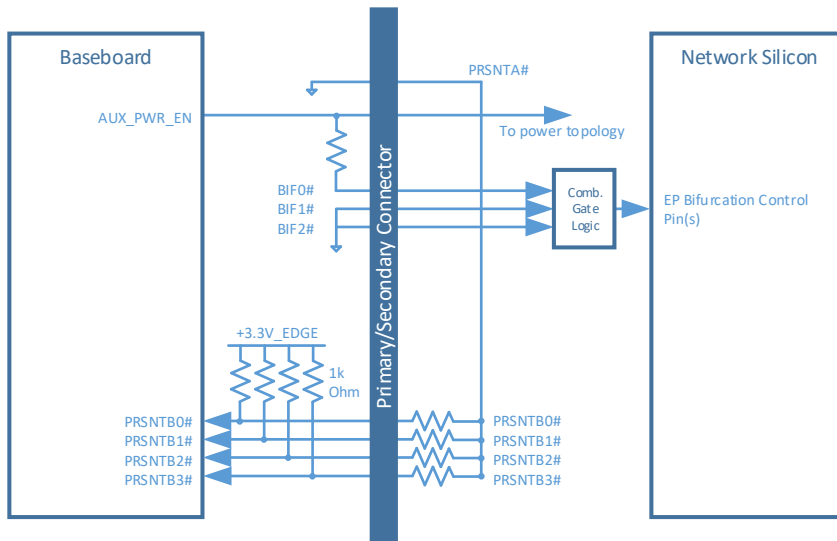 Baseboard
Network Silicon
PRSNTA#
AUX_PWR_EN
To power topology
BIF0#
BIF1#
BIF2#
Comb.
Gate
Logic
EP Bifurcation Control
Pin(s)
Primary/Secondary Connector
+3.3V_EDGE
1k
Ohm
PRSNTB0#
PRSNTB1#
PRSNTB2#
PRSNTB3#
PRSNTB0#
PRSNTB1#
PRSNTB2#
PRSNTB3#